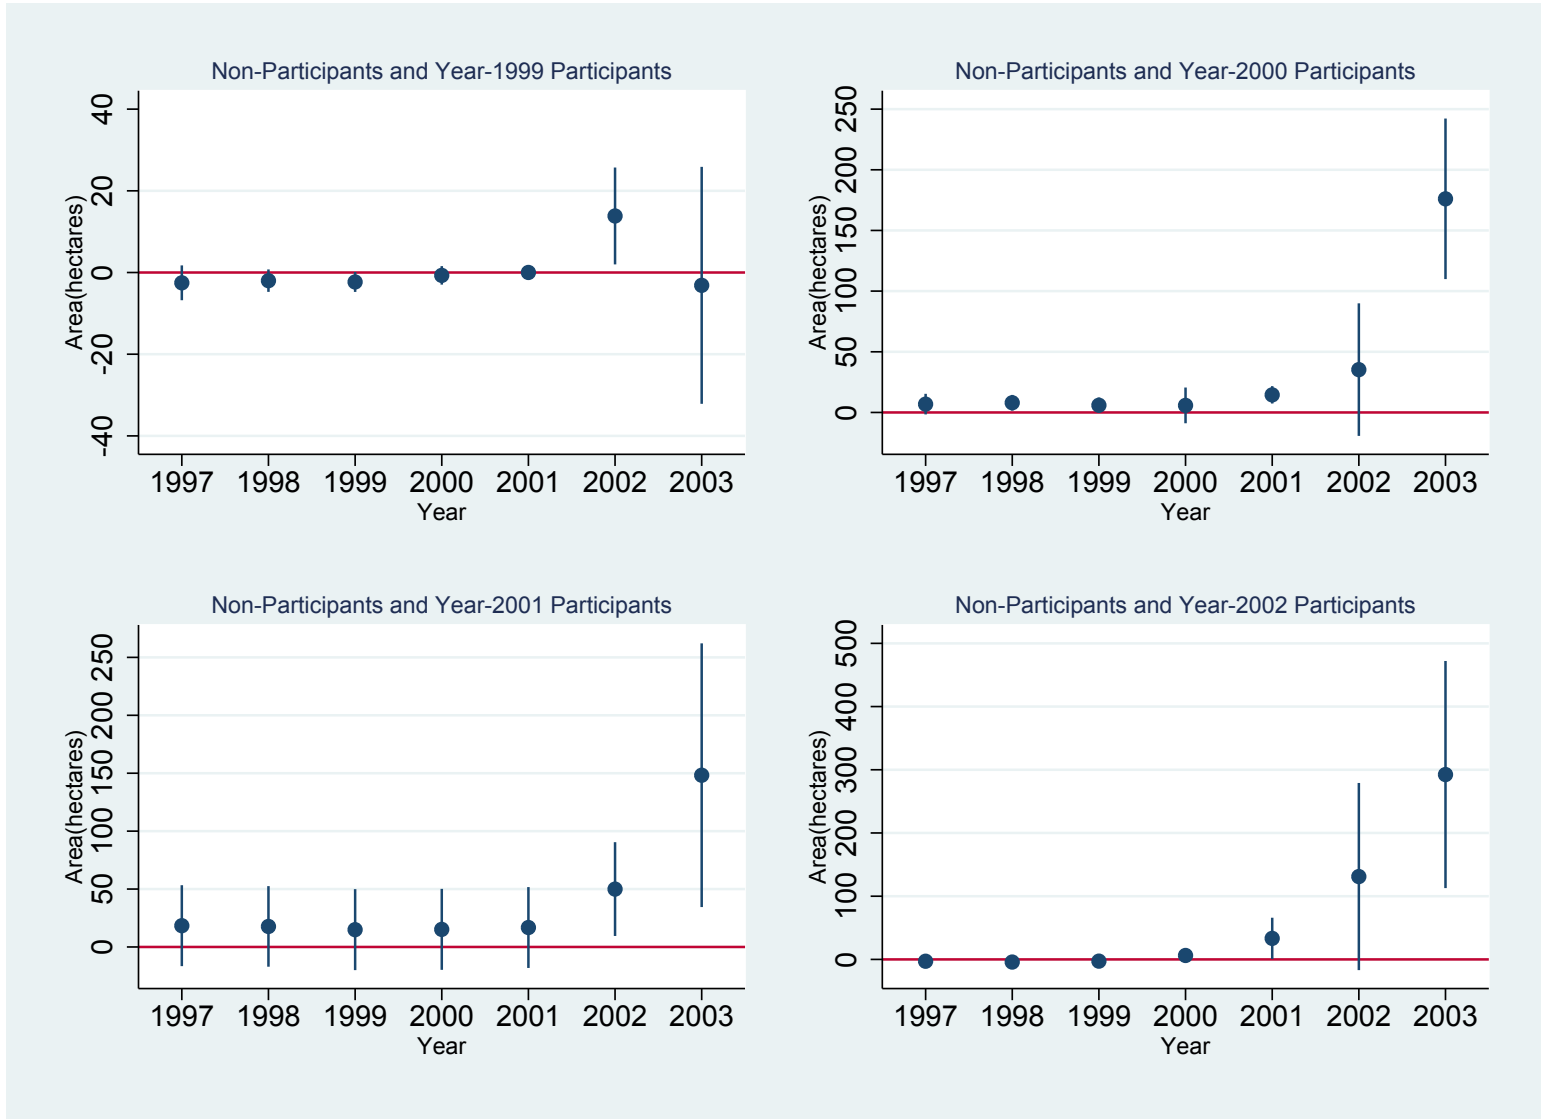 Non-Participants and Year-1999 Participants
Area(hectares)
40
20
0
-20
-40
1997 1998 1999 2000 2001 2002 2003
Year
Non-Participants and Year-2000 Participants
Area(hectares)
250
200
150
100
50
0
1997 1998 1999 2000 2001 2002 2003
Year
Non-Participants and Year-2001 Participants
Area(hectares)
250
200
150
100
50
0
1997 1998 1999 2000 2001 2002 2003
Year
Non-Participants and Year-2002 Participants
Area(hectares)
500
400
300
200
100
0
1997 1998 1999 2000 2001 2002 2003
Year